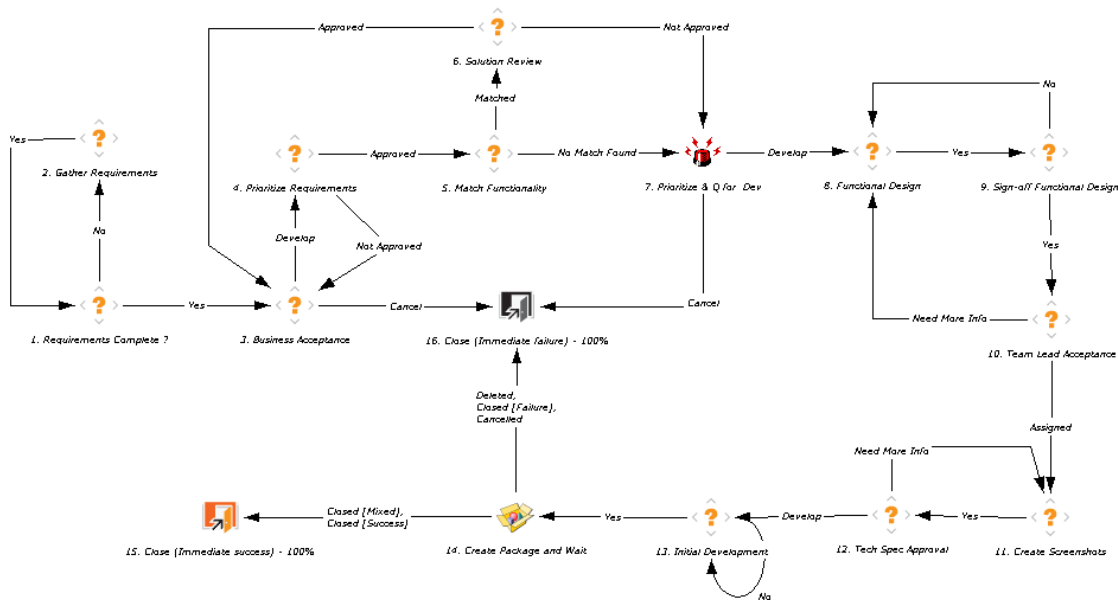 Approved
Not Approved
6. Solution Review
Matched
No
Yes
2. Gather Requirements
Approved
No Match Found
Develop
Yes
4. Prioritize Requirements
5. Match Functionality
7. Prioritize & Q for Dev
8. Functional Design
9. Sign-off Functional Design
No
Develop
Not Approved
Yes
Yes
Cancel
Cancel
Need More Info
1. Requirements Complete ?
3. Business Acceptance
16. Close (Immediate failure) - 100%
10. Team Lead Acceptance
Deleted,
Closed [Failure],
Cancelled
Assigned
Need More Info
Closed [Mixed],
Closed [Success]
Yes
Develop
Yes
15. Close (Immediate success) - 100%
14. Create Package and Wait
13. Initial Development
12. Tech Spec Approval
11. Create Screenshots
No